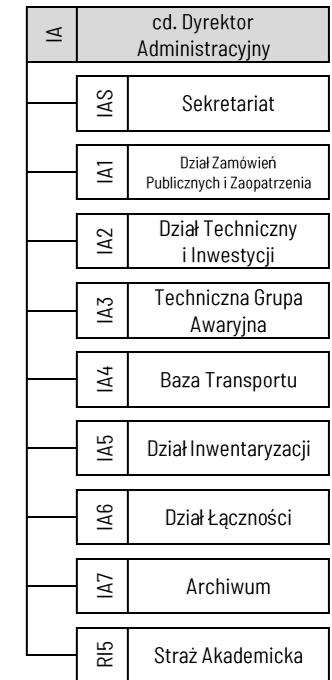 IA
cd. Dyrektor
Administracyjny
IAS
Sekretariat
IA1
Dział Zamówień
Publicznych i Zaopatrzenia
IA2
Dział Techniczny
i Inwestycji
IA3
Techniczna Grupa
Awaryjna
IA4
Baza Transportu
IA5
Dział Inwentaryzacji
IA6
Dział Łączności
IA7
Archiwum
RI5
Straż Akademicka